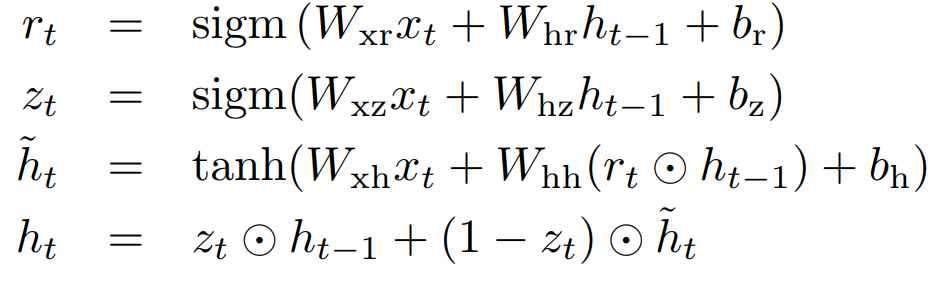 r_t = sigm (W_xr x_t + W_hr h_{t−1} + b_r)
z_t = sigm(W_xz x_t + W_hz h_{t−1} + b_z)
h̃_t = tanh(W_xh x_t + W_hh(r_t ⊙ h_{t−1}) + b_h)
h_t = z_t ⊙ h_{t−1} + (1 − z_t) ⊙ h̃_t